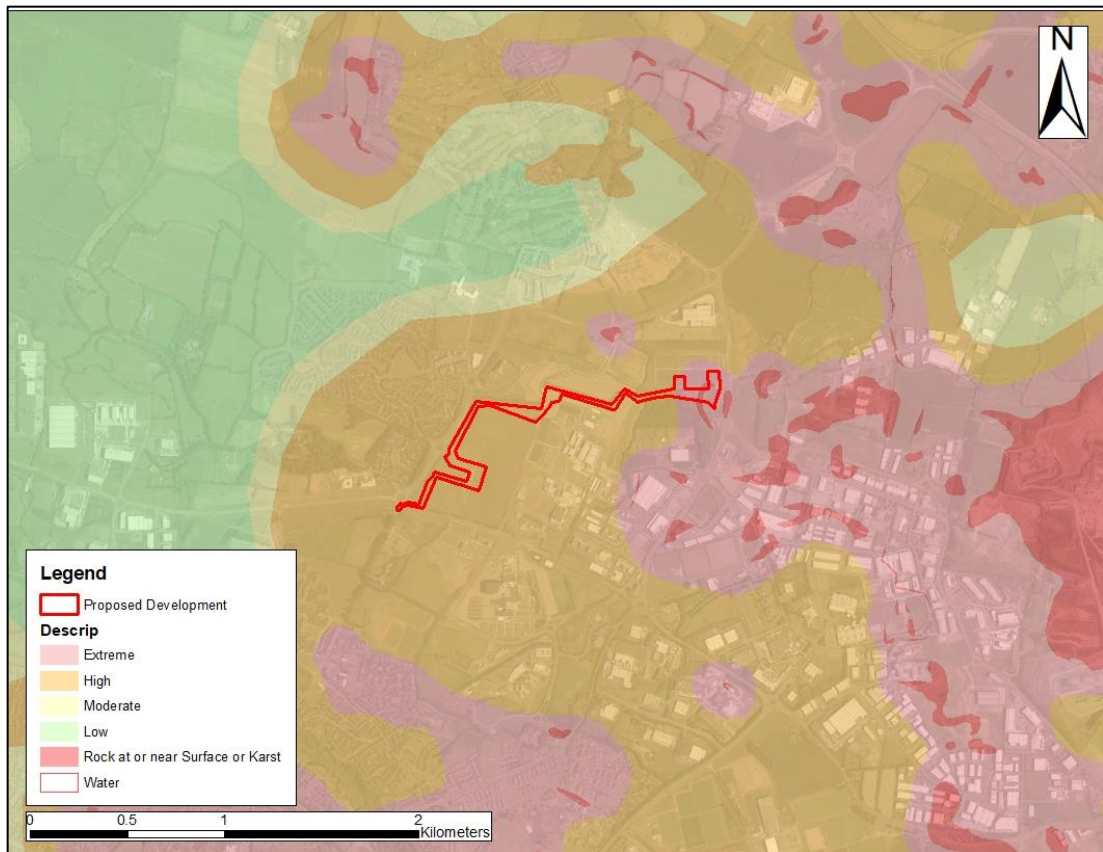 N
Legend
Proposed Development
Descrip
Extreme
High
Moderate
Low
Rock at or near Surface or Karst
Water
0 0.5 1 2
Kilometers